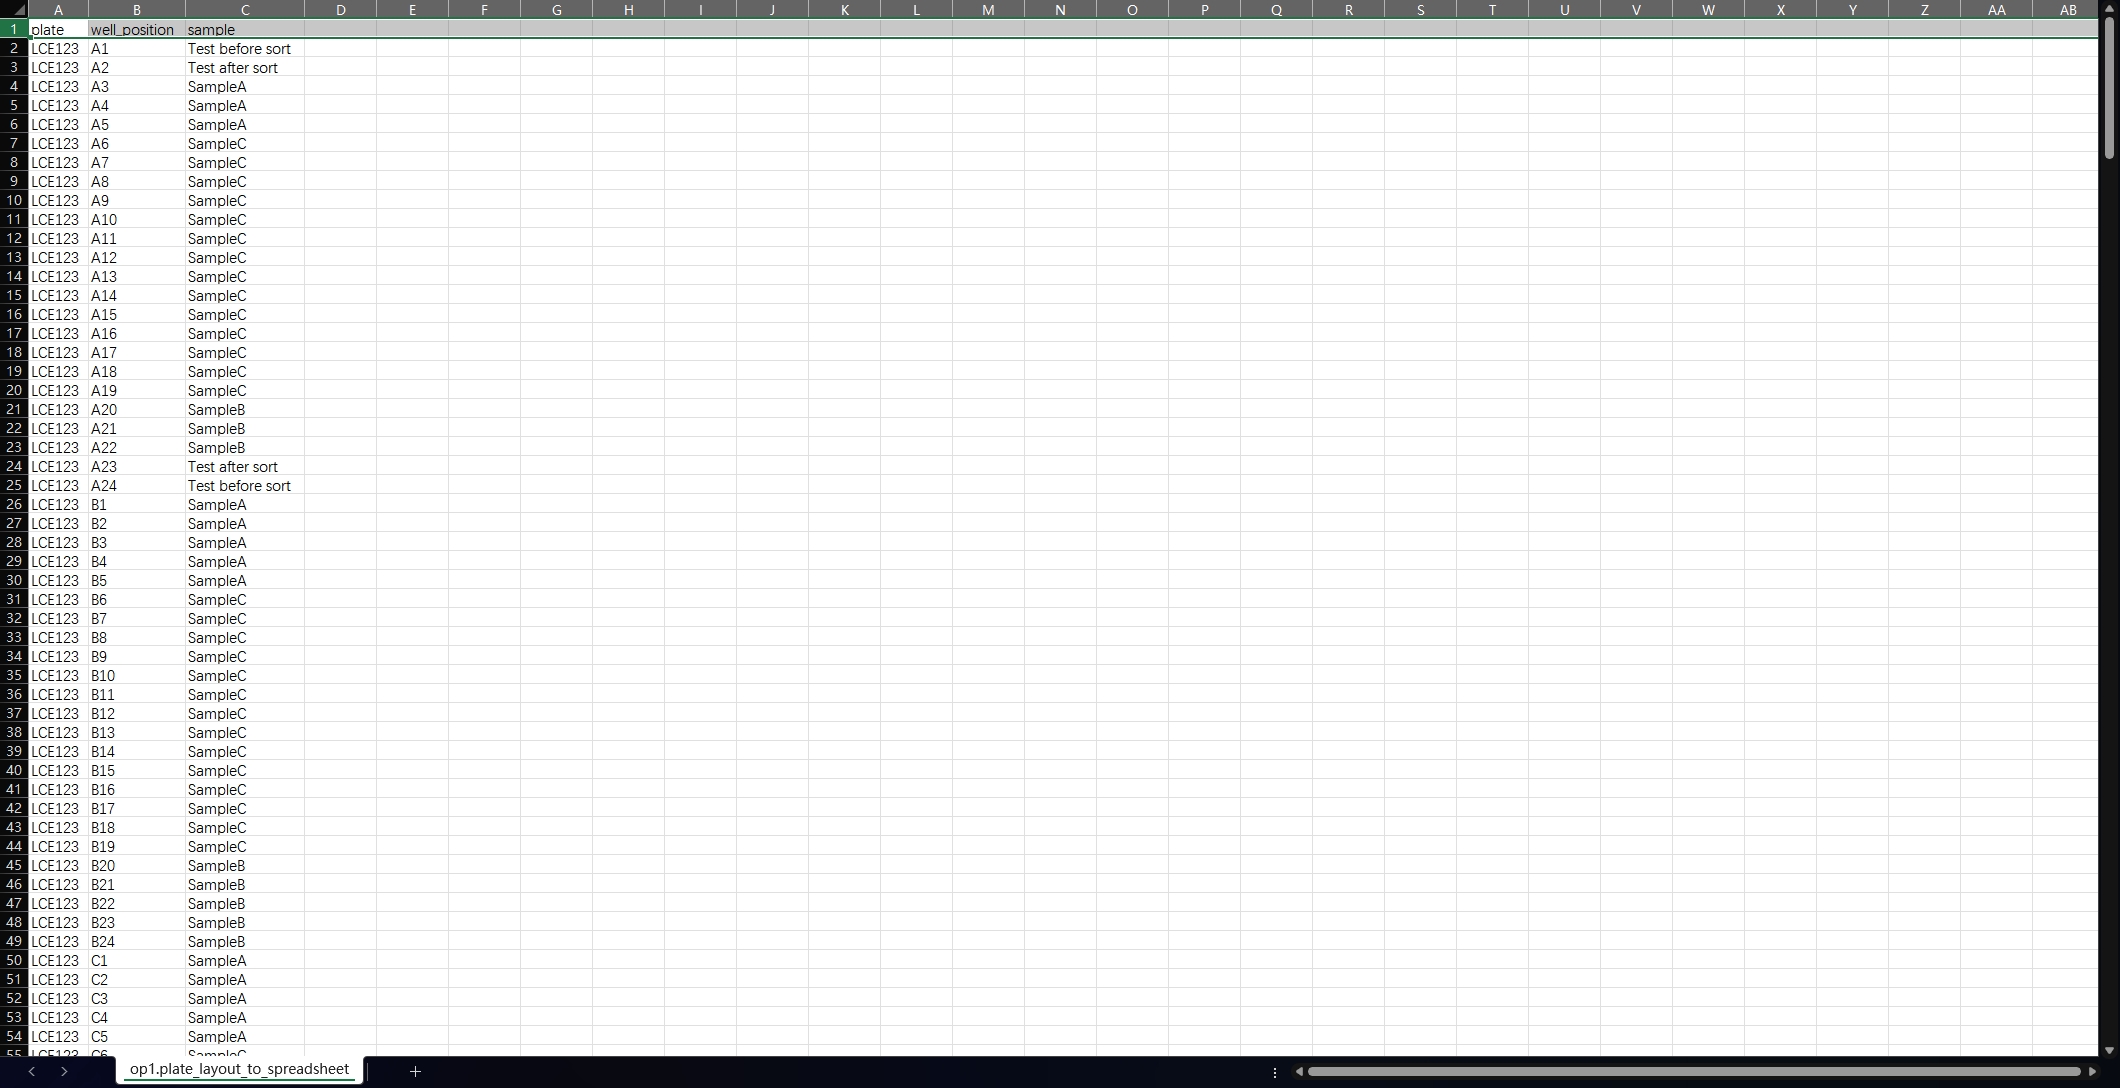 A B C D E F G H I J K L M N O P Q R S T U V W X Y Z AA AB
1 plate well_position sample
2 LCE123 A1 Test before sort
3 LCE123 A2 Test after sort
4 LCE123 A3 SampleA
5 LCE123 A4 SampleA
6 LCE123 A5 SampleA
7 LCE123 A6 SampleC
8 LCE123 A7 SampleC
9 LCE123 A8 SampleC
10 LCE123 A9 SampleC
11 LCE123 A10 SampleC
12 LCE123 A11 SampleC
13 LCE123 A12 SampleC
14 LCE123 A13 SampleC
15 LCE123 A14 SampleC
16 LCE123 A15 SampleC
17 LCE123 A16 SampleC
18 LCE123 A17 SampleC
19 LCE123 A18 SampleC
20 LCE123 A19 SampleC
21 LCE123 A20 SampleB
22 LCE123 A21 SampleB
23 LCE123 A22 SampleB
24 LCE123 A23 Test after sort
25 LCE123 A24 Test before sort
26 LCE123 B1 SampleA
27 LCE123 B2 SampleA
28 LCE123 B3 SampleA
29 LCE123 B4 SampleA
30 LCE123 B5 SampleA
31 LCE123 B6 SampleC
32 LCE123 B7 SampleC
33 LCE123 B8 SampleC
34 LCE123 B9 SampleC
35 LCE123 B10 SampleC
36 LCE123 B11 SampleC
37 LCE123 B12 SampleC
38 LCE123 B13 SampleC
39 LCE123 B14 SampleC
40 LCE123 B15 SampleC
41 LCE123 B16 SampleC
42 LCE123 B17 SampleC
43 LCE123 B18 SampleC
44 LCE123 B19 SampleC
45 LCE123 B20 SampleB
46 LCE123 B21 SampleB
47 LCE123 B22 SampleB
48 LCE123 B23 SampleB
49 LCE123 B24 SampleB
50 LCE123 C1 SampleA
51 LCE123 C2 SampleA
52 LCE123 C3 SampleA
53 LCE123 C4 SampleA
54 LCE123 C5 SampleA
55 LCE123 C6 SampleC
op1.plate_layout_to_spreadsheet